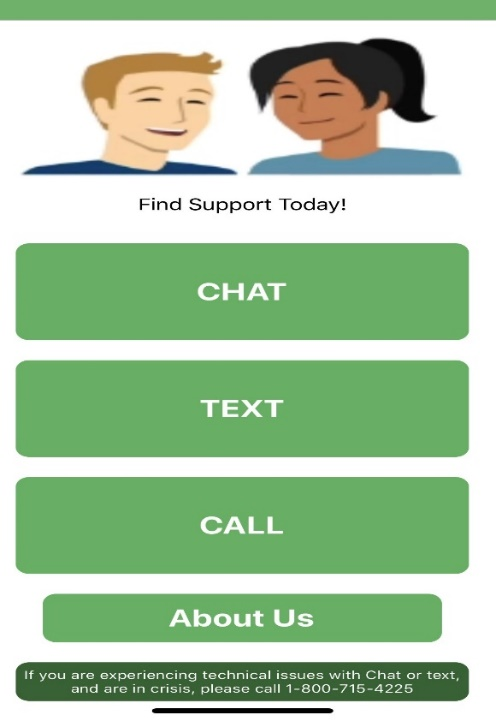 Find Support Today!
CHAT
TEXT
CALL
About Us
If you are experiencing technical issues with Chat or text,
and are in crisis, please call 1-800-715-4225